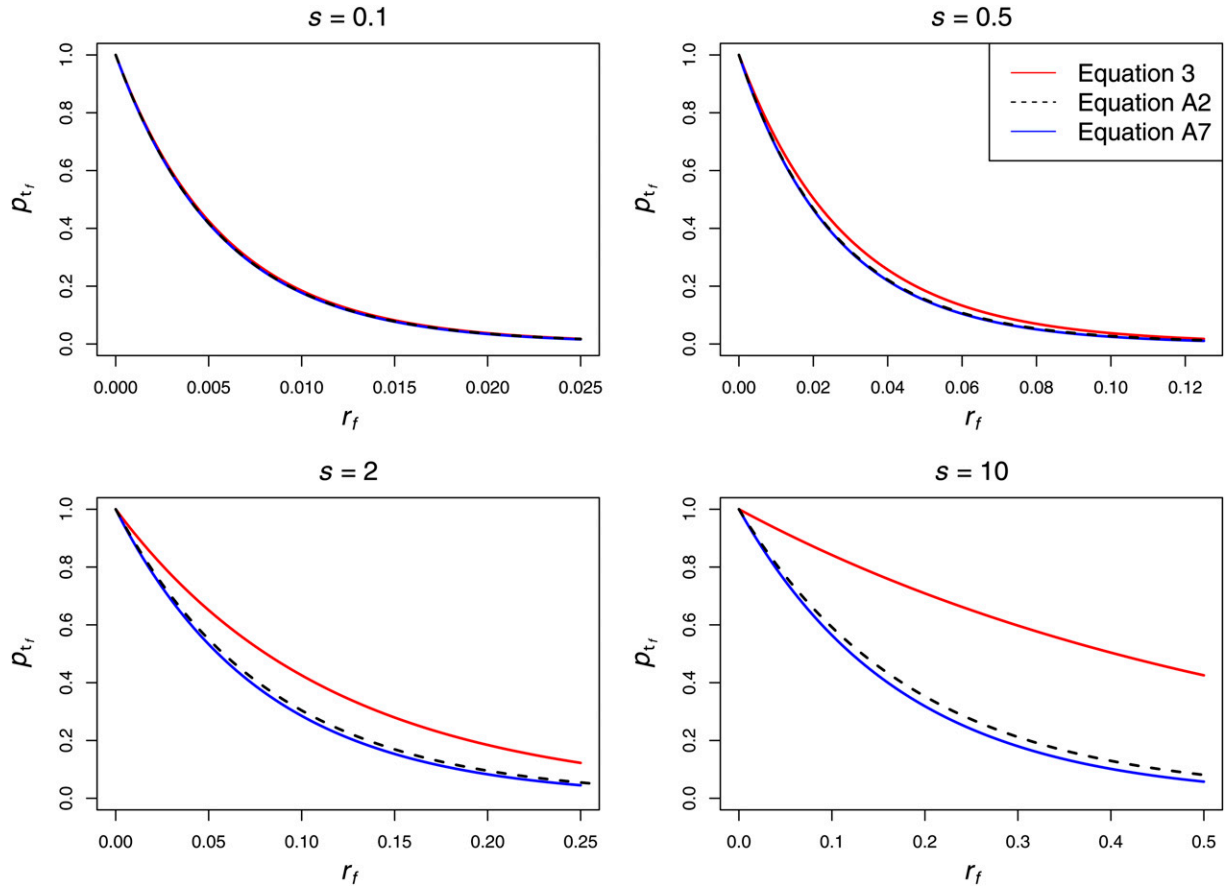 s = 0.1
1.0
0.8
0.6
0.4
0.2
0.0
p_{t_f}
0.000 0.005 0.010 0.015 0.020 0.025
r_f
s = 0.5
Equation 3
Equation A2
Equation A7
1.0
0.8
0.6
0.4
0.2
0.0
p_{t_f}
0.00 0.02 0.04 0.06 0.08 0.10 0.12
r_f
s = 2
1.0
0.8
0.6
0.4
0.2
0.0
p_{t_f}
0.00 0.05 0.10 0.15 0.20 0.25
r_f
s = 10
1.0
0.8
0.6
0.4
0.2
0.0
p_{t_f}
0.0 0.1 0.2 0.3 0.4 0.5
r_f